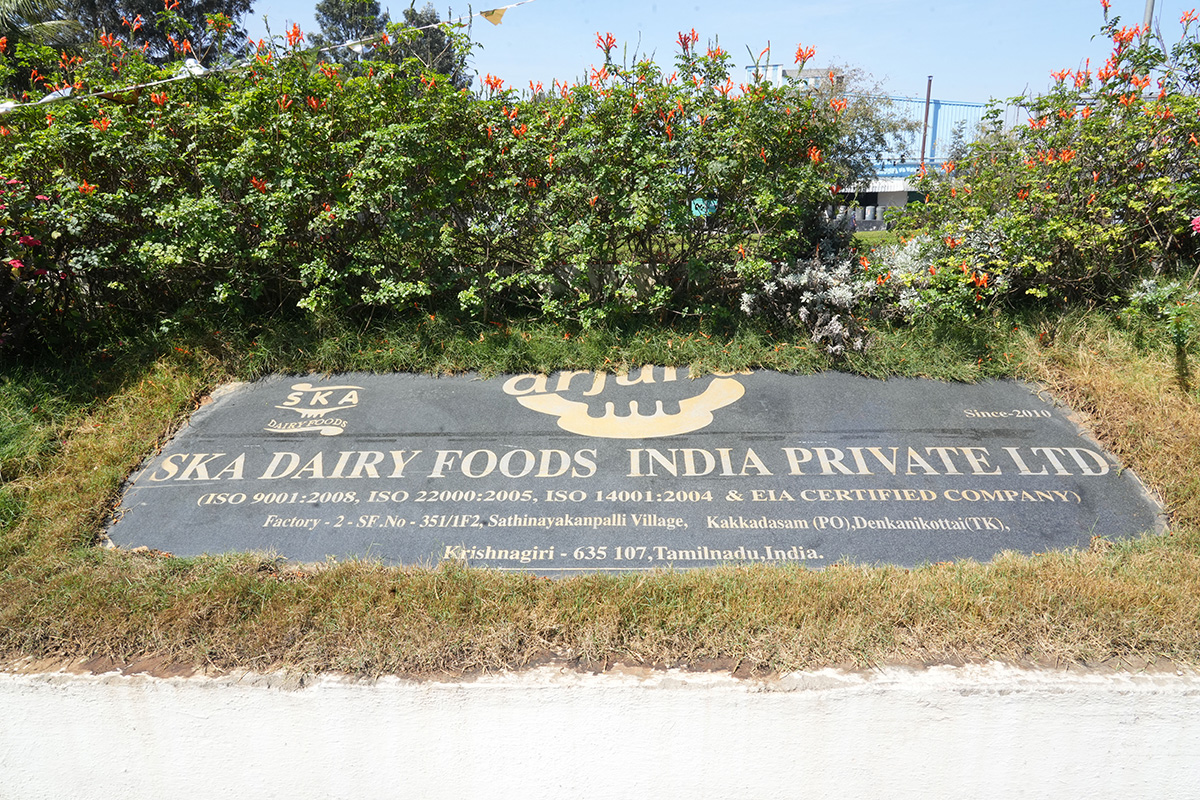 SKA
DAIRY FOODS
arjuna
Since-2010
SKA DAIRY FOODS INDIA PRIVATE LTD
(ISO 9001:2008, ISO 22000:2005, ISO 14001:2004 & EIA CERTIFIED COMPANY)
Factory - 2 - SF.No - 351/1F2, Sathinayakanpalli Village, Kakkadasam (PO),Denkanikottai(TK),
Krishnagiri - 635 107,Tamilnadu,India.